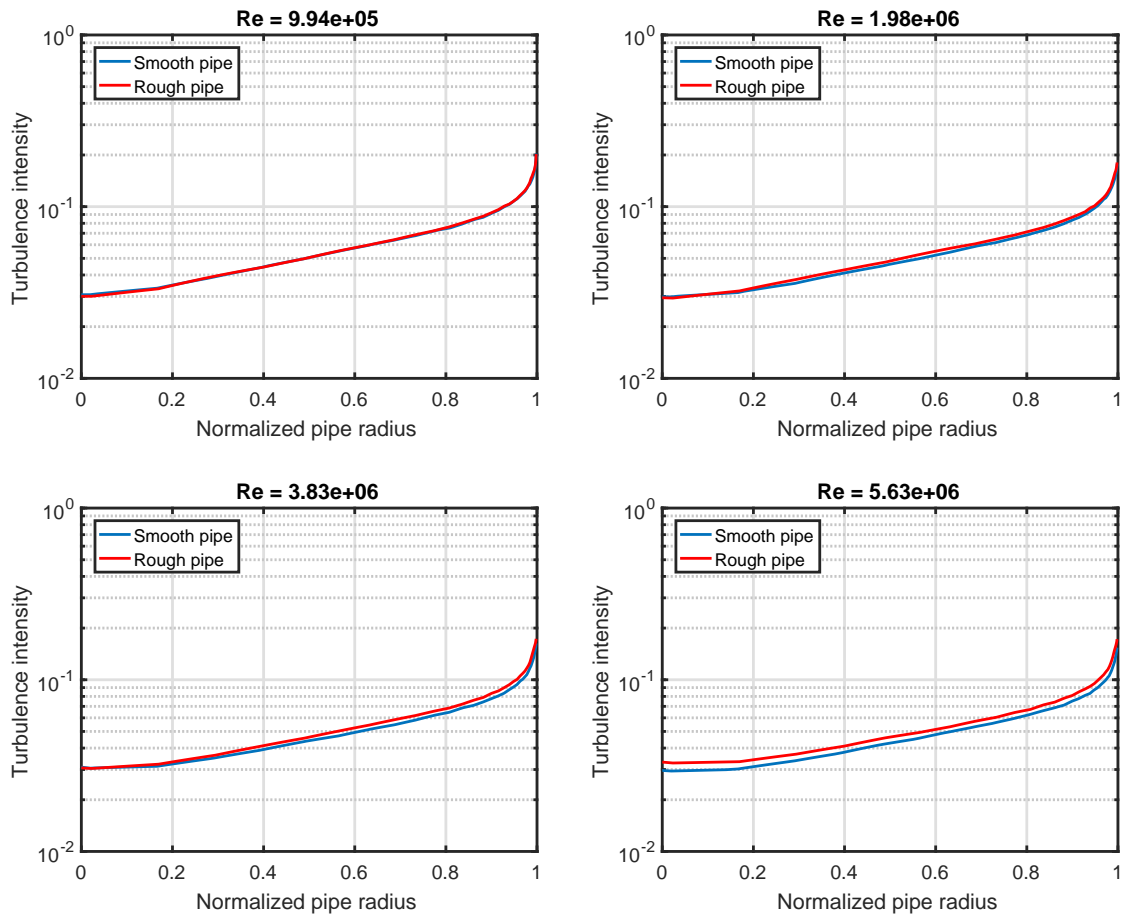 Re = 9.94e+05
10^0
Smooth pipe
Rough pipe
10^-1
10^-2
Turbulence intensity
0 0.2 0.4 0.6 0.8 1
Normalized pipe radius
Re = 1.98e+06
10^0
Smooth pipe
Rough pipe
10^-1
10^-2
Turbulence intensity
0 0.2 0.4 0.6 0.8 1
Normalized pipe radius
Re = 3.83e+06
10^0
Smooth pipe
Rough pipe
10^-1
10^-2
Turbulence intensity
0 0.2 0.4 0.6 0.8 1
Normalized pipe radius
Re = 5.63e+06
10^0
Smooth pipe
Rough pipe
10^-1
10^-2
Turbulence intensity
0 0.2 0.4 0.6 0.8 1
Normalized pipe radius